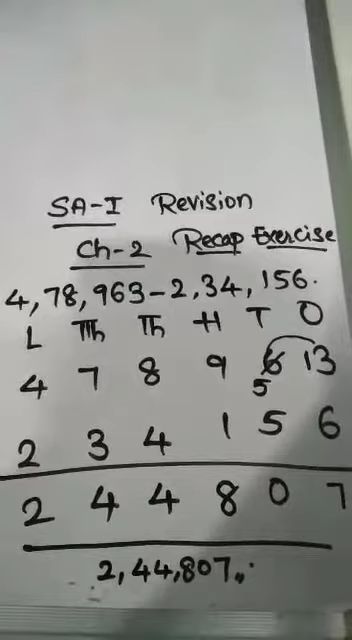 SA-I Revision
Ch-2 Recap Exercise
4,78,963-2,34,156.
L TTh Th H T O
4 7 8 9 6 13
5
2 3 4 1 5 6
2 4 4 8 0 7
2,44,807,,.